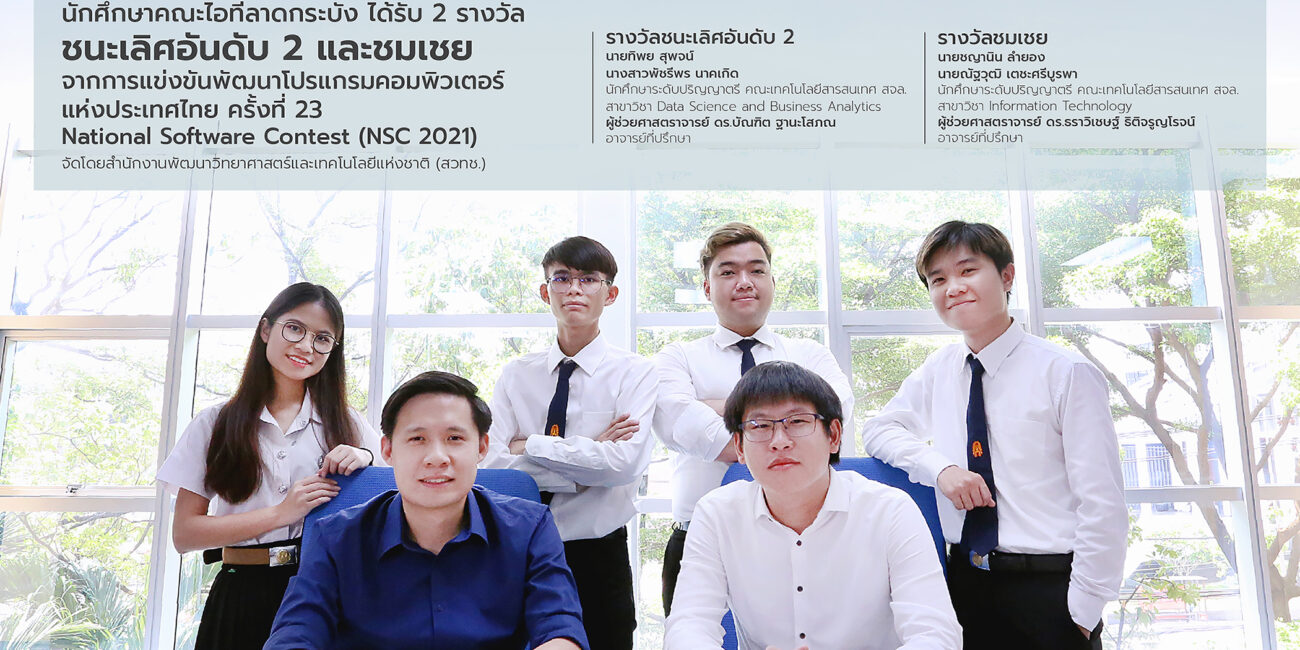 นักศึกษาคณะไอทีลาดกระบัง ได้รับ 2 รางวัล
ชนะเลิศอันดับ 2 และชมเชย
จากการแข่งขันพัฒนาโปรแกรมคอมพิวเตอร์
แห่งประเทศไทย ครั้งที่ 23
National Software Contest (NSC 2021)
จัดโดยสำนักงานพัฒนาวิทยาศาสตร์และเทคโนโลยีแห่งชาติ (สวทช.)
รางวัลชนะเลิศอันดับ 2
นายทิพย สุพจน์
นางสาวพัชรีพร นาคเกิด
นักศึกษาระดับปริญญาตรี คณะเทคโนโลยีสารสนเทศ สจล.
สาขาวิชา Data Science and Business Analytics
ผู้ช่วยศาสตราจารย์ ดร.บัณฑิต ฐานะโสภณ
อาจารย์ที่ปรึกษา
รางวัลชมเชย
นายชญานิน ลำยอง
นายณัฐวุฒิ เตชะศรีบูรพา
นักศึกษาระดับปริญญาตรี คณะเทคโนโลยีสารสนเทศ สจล.
สาขาวิชา Information Technology
ผู้ช่วยศาสตราจารย์ ดร.ธราวิเชษฐ์ ธิติจรูญโรจน์
อาจารย์ที่ปรึกษา